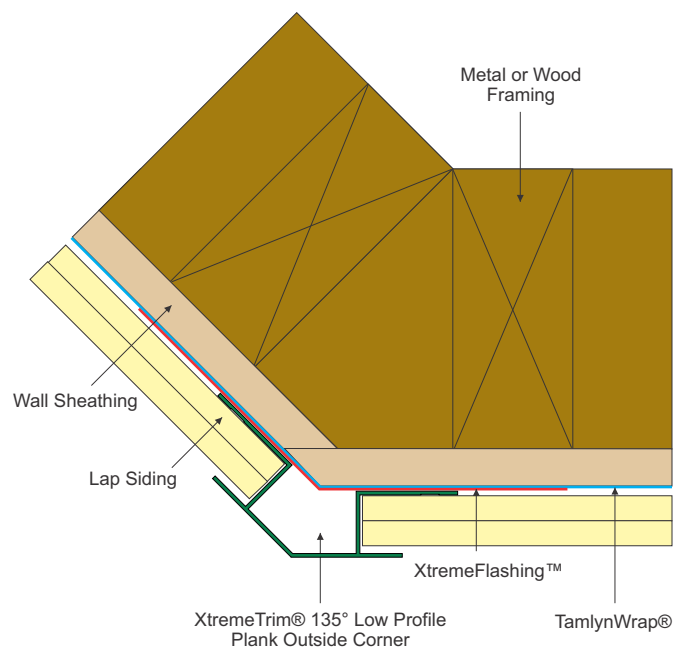 Metal or Wood
Framing
Wall Sheathing
Lap Siding
XtremeFlashing™
XtremeTrim® 135° Low Profile
Plank Outside Corner
TamlynWrap®